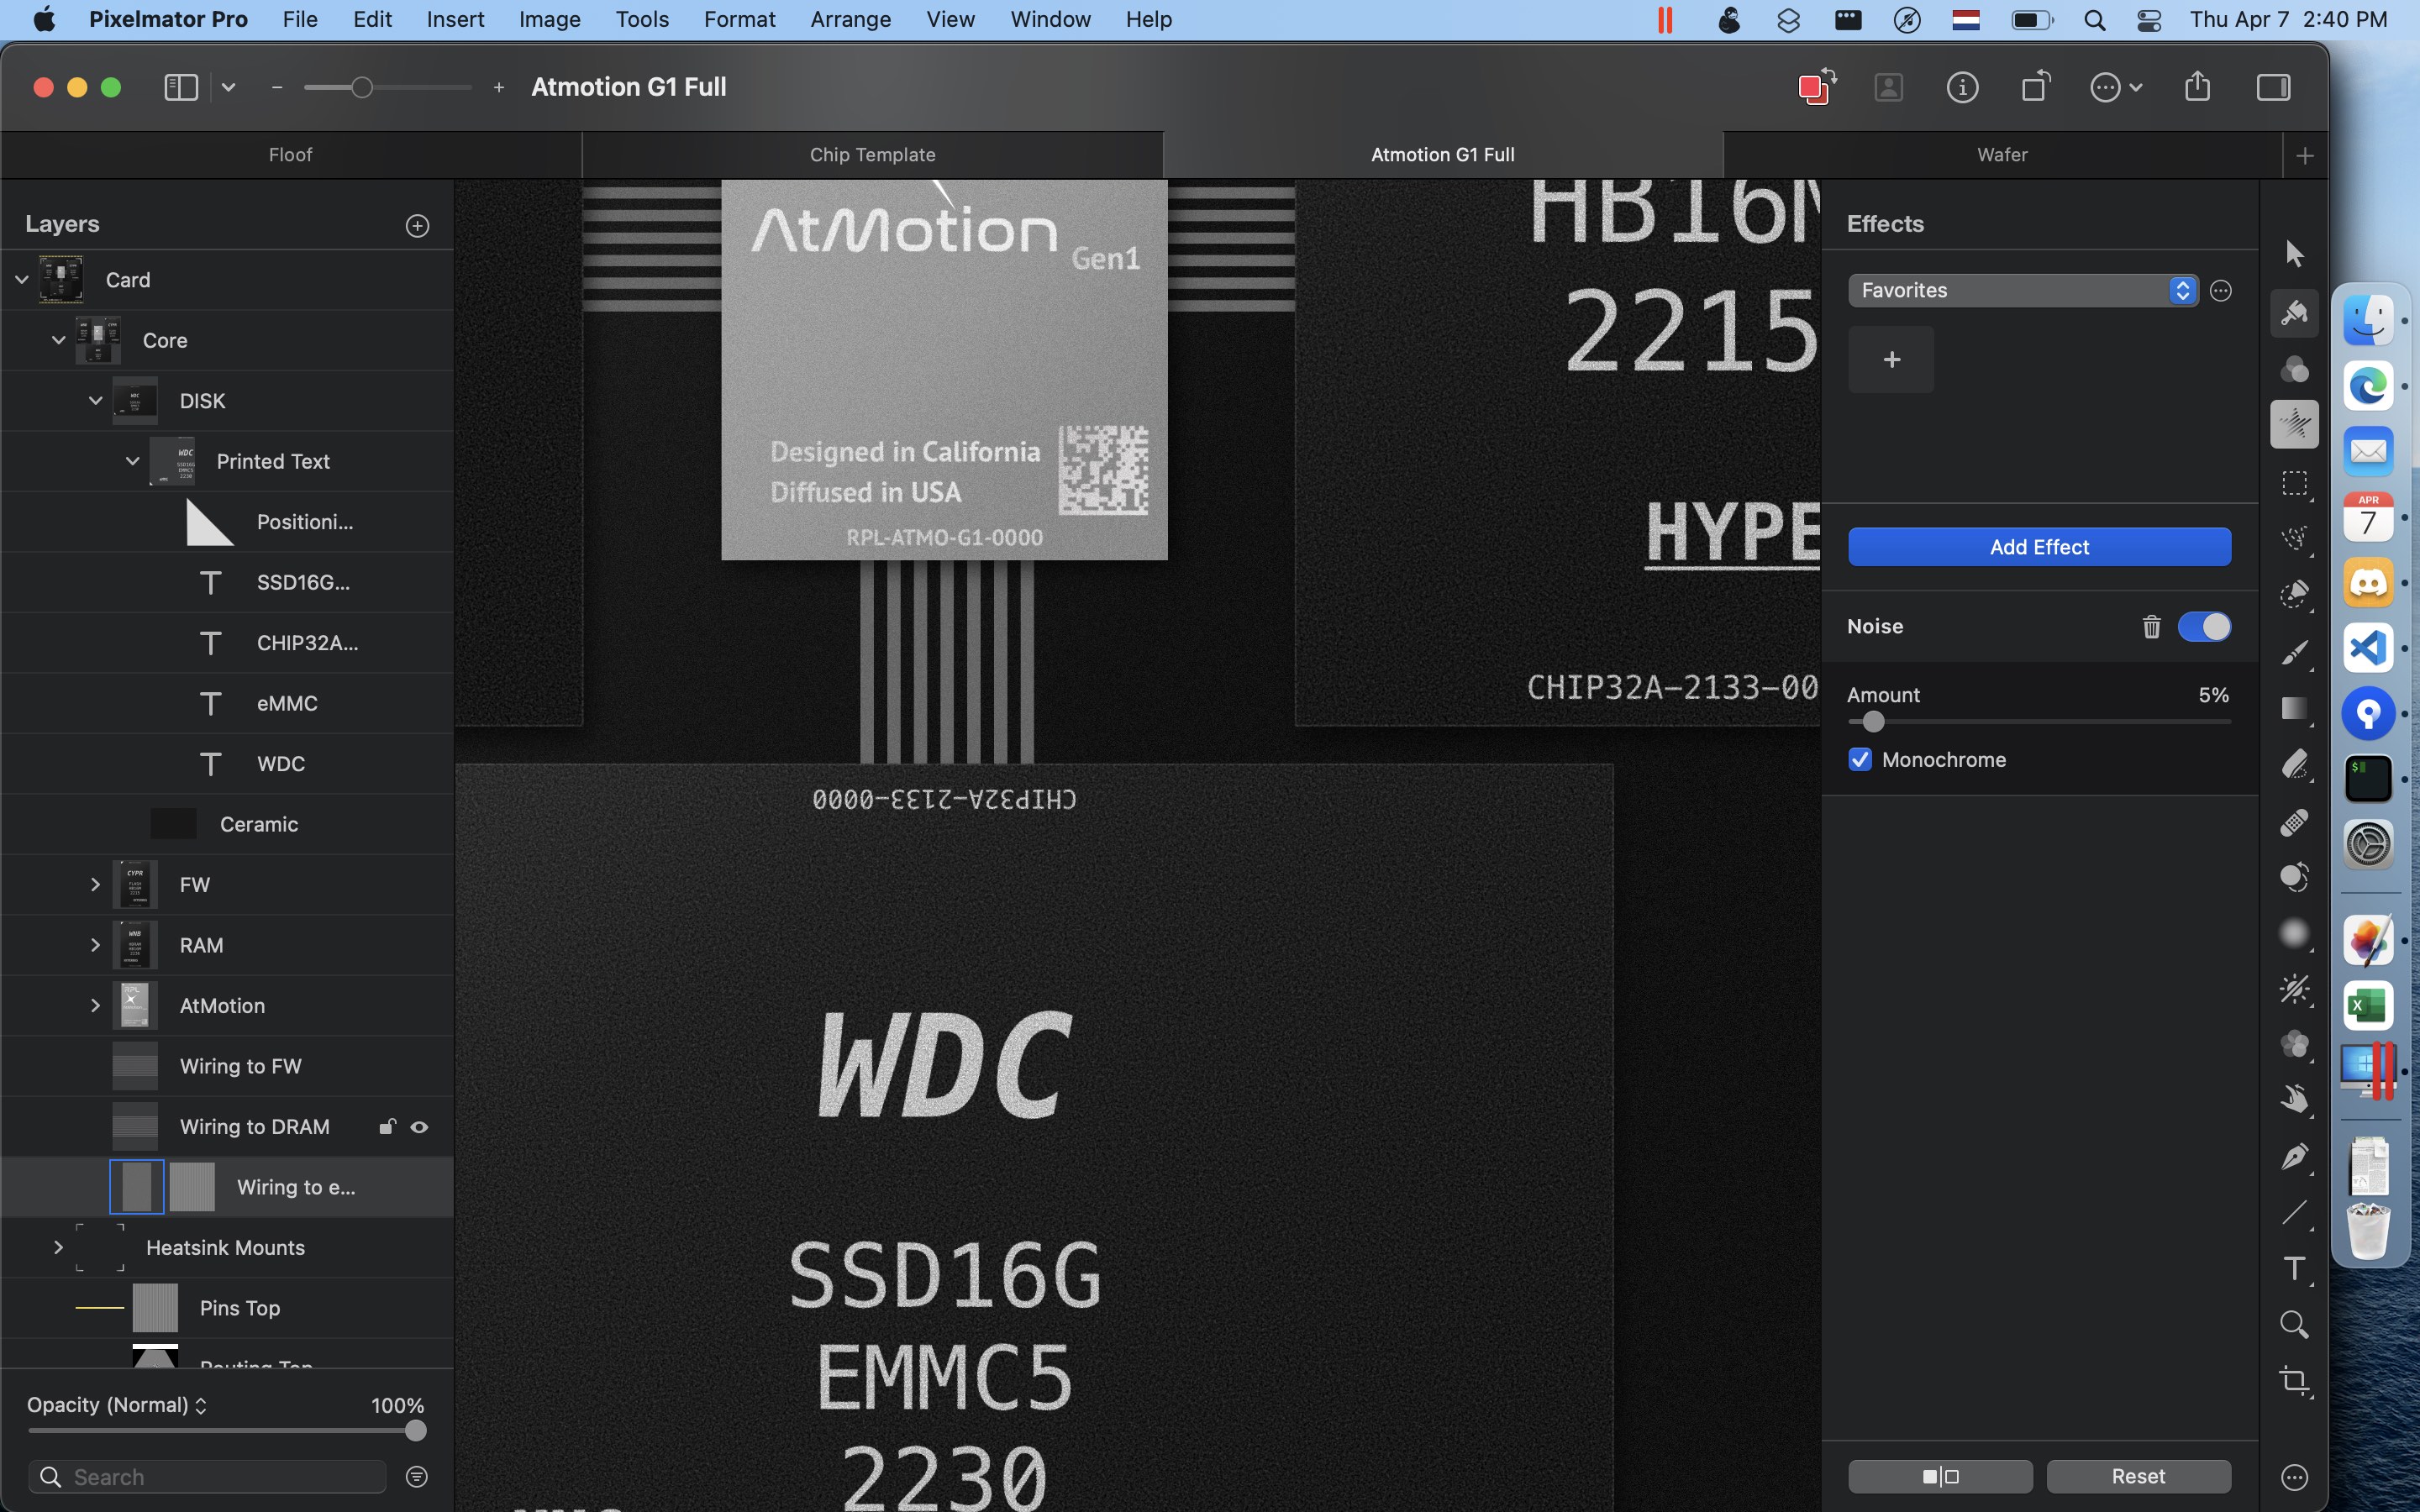 Pixelmator Pro File Edit Insert Image Tools Format Arrange View Window Help Thu Apr 7 2:40 PM
Atmotion G1 Full
Floof Chip Template Atmotion G1 Full Wafer
Layers
Card
Core
DISK
Printed Text
Positioni...
SSD16G...
CHIP32A...
eMMC
WDC
Ceramic
FW
RAM
AtMotion
Wiring to FW
Wiring to DRAM
Wiring to e...
Heatsink Mounts
Pins Top
Routing Top
Opacity (Normal) 100%
Search
AtMotion
Gen1
Designed in California
Diffused in USA
RPL-ATMO-G1-0000
HB16M
2215
HYPE
CHIP32A-2133-00
CHIP32A-2133-0000
WDC
SSD16G
EMMC5
2230
Effects
Favorites
Add Effect
Noise
Amount 5%
Monochrome
Reset
APR
7